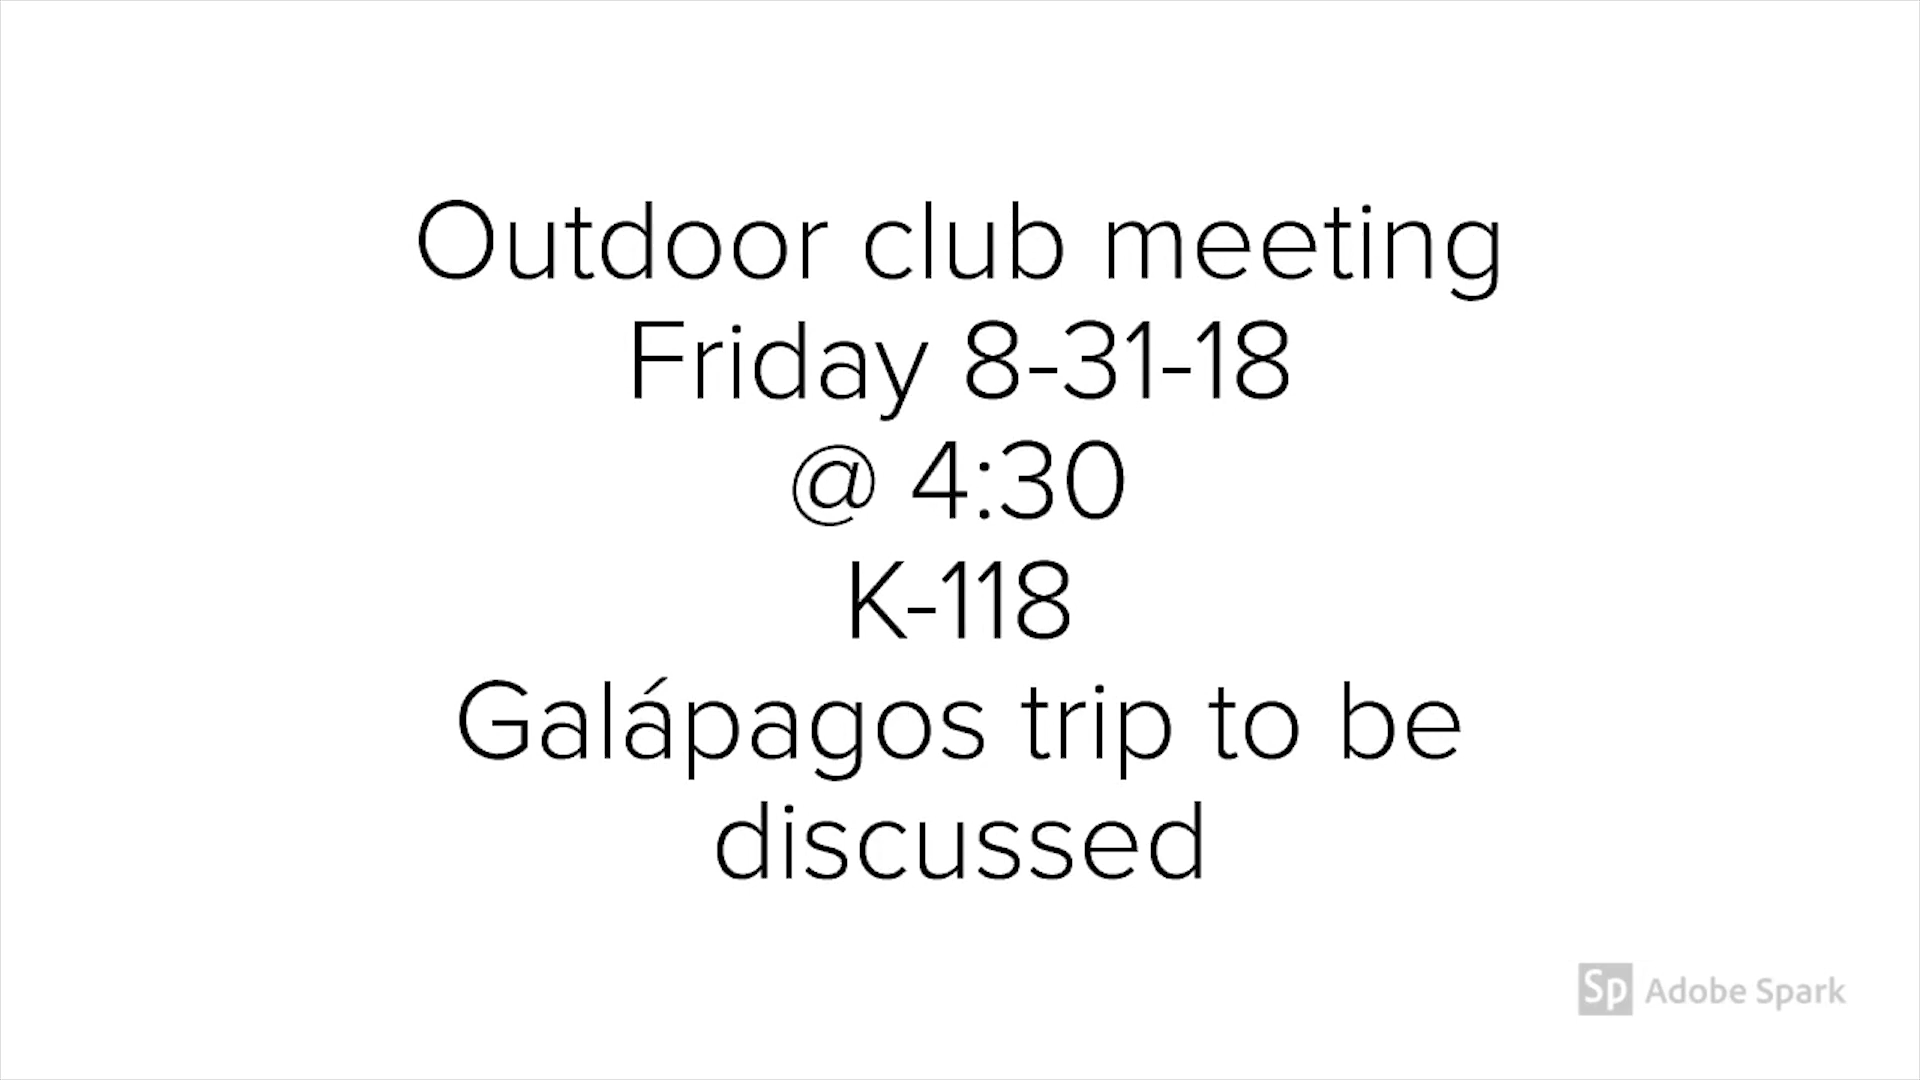 Outdoor club meeting
Friday 8-31-18
@ 4:30
K-118
Galápagos trip to be
discussed
Sp Adobe Spark